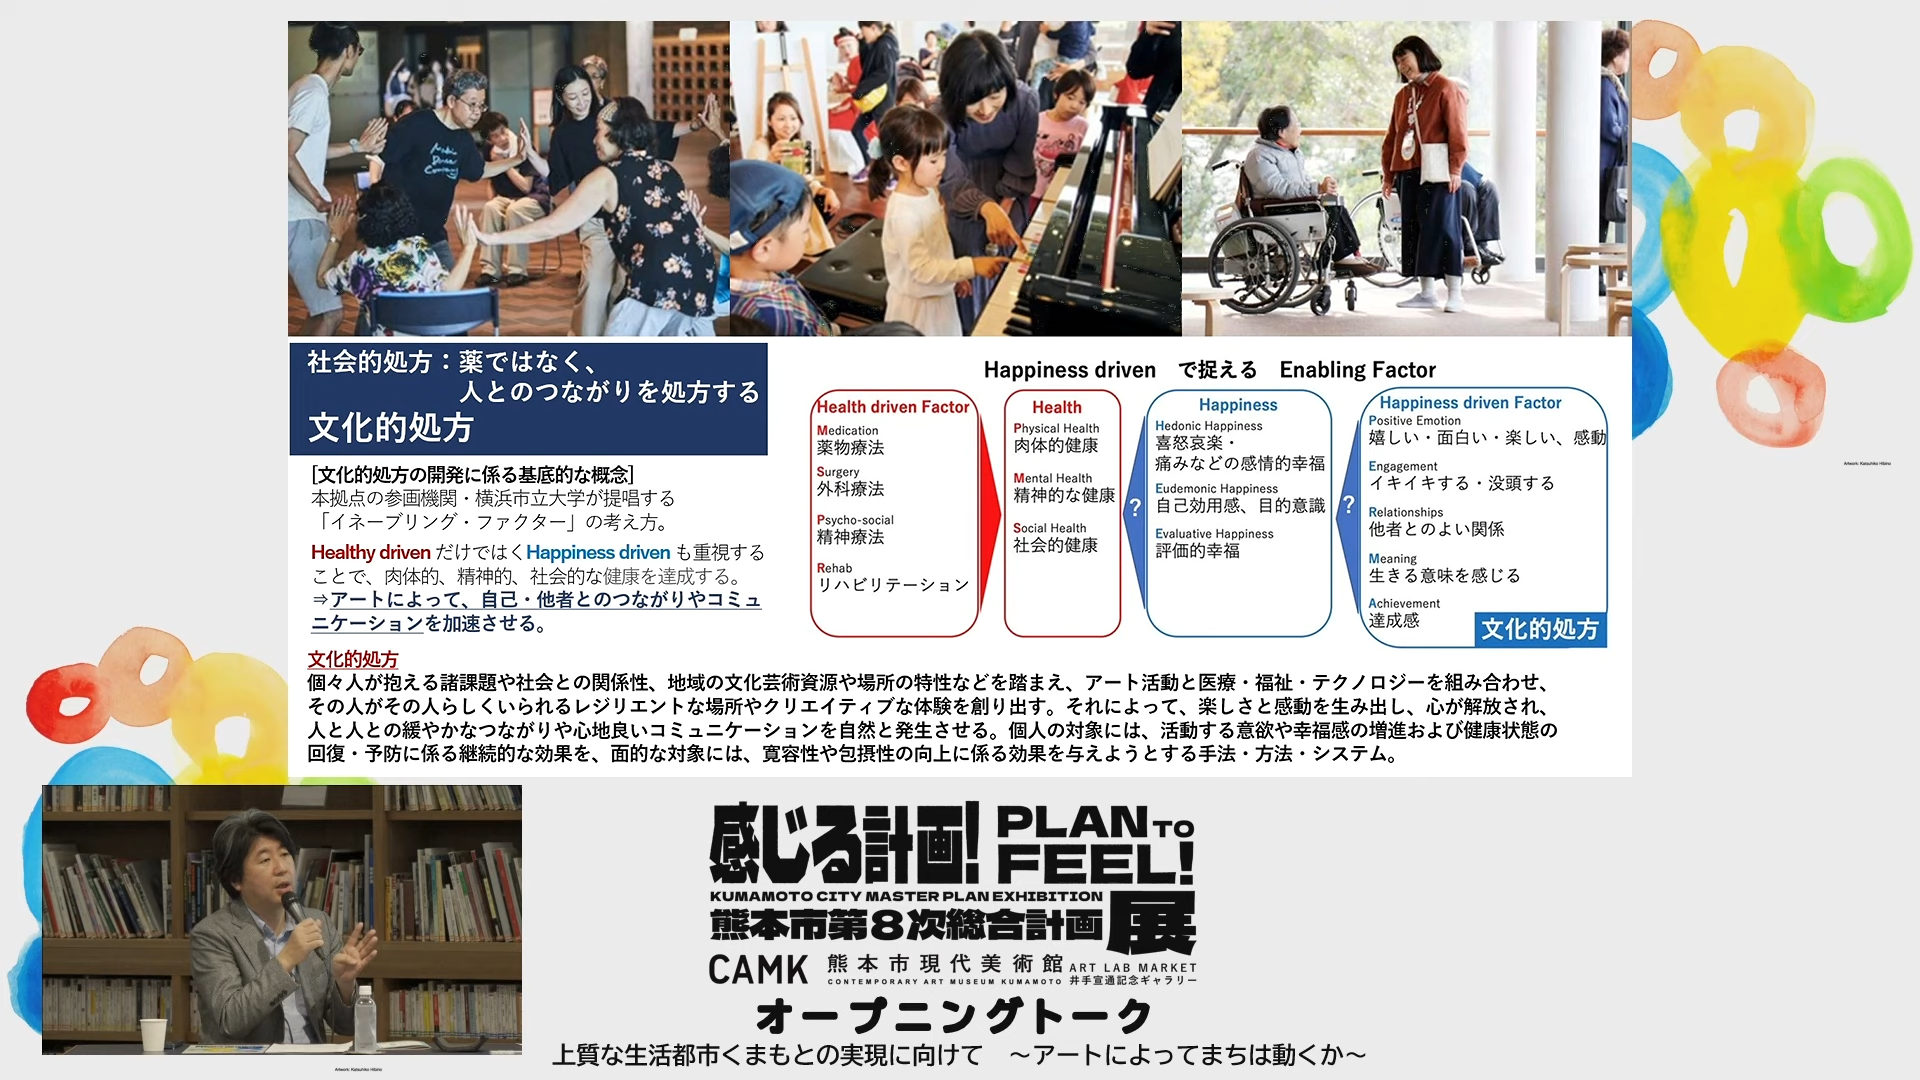 社会的処方：薬ではなく、
人とのつながりを処方する
文化的処方
[文化的処方の開発に係る基底的な概念]
本拠点の参画機関・横浜市立大学が提唱する
「イネーブリング・ファクター」の考え方。
Healthy driven だけではくHappiness driven も重視する
ことで、肉体的、精神的、社会的な健康を達成する。
⇒アートによって、自己・他者とのつながりやコミュ
ニケーションを加速させる。
Happiness driven で捉える Enabling Factor
Health driven Factor
Medication
薬物療法
Surgery
外科療法
Psycho-social
精神療法
Rehab
リハビリテーション
Health
Physical Health
肉体的健康
Mental Health
精神的な健康
Social Health
社会的健康
?
Happiness
Hedonic Happiness
喜怒哀楽・
痛みなどの感情的幸福
Eudemonic Happiness
自己効用感、目的意識
Evaluative Happiness
評価的幸福
?
Happiness driven Factor
Positive Emotion
嬉しい・面白い・楽しい、感動
Engagement
イキイキする・没頭する
Relationships
他者とのよい関係
Meaning
生きる意味を感じる
Achievement
達成感
文化的処方
文化的処方
個々人が抱える諸課題や社会との関係性、地域の文化芸術資源や場所の特性などを踏まえ、アート活動と医療・福祉・テクノロジーを組み合わせ、
その人がその人らしくいられるレジリエントな場所やクリエイティブな体験を創り出す。それによって、楽しさと感動を生み出し、心が解放され、
人と人との緩やかなつながりや心地良いコミュニケーションを自然と発生させる。個人の対象には、活動する意欲や幸福感の増進および健康状態の
回復・予防に係る継続的な効果を、面的な対象には、寛容性や包摂性の向上に係る効果を与えようとする手法・方法・システム。
Artwork: Katsuhiko Hibino
感じる計画! PLAN TO FEEL!
KUMAMOTO CITY MASTER PLAN EXHIBITION
熊本市第8次総合計画展
CAMK 熊本市現代美術館 ART LAB MARKET
CONTEMPORARY ART MUSEUM KUMAMOTO 井手宣通記念ギャラリー
オープニングトーク
上質な生活都市くまもとの実現に向けて ～アートによってまちは動くか～
Artwork: Katsuhiko Hibino